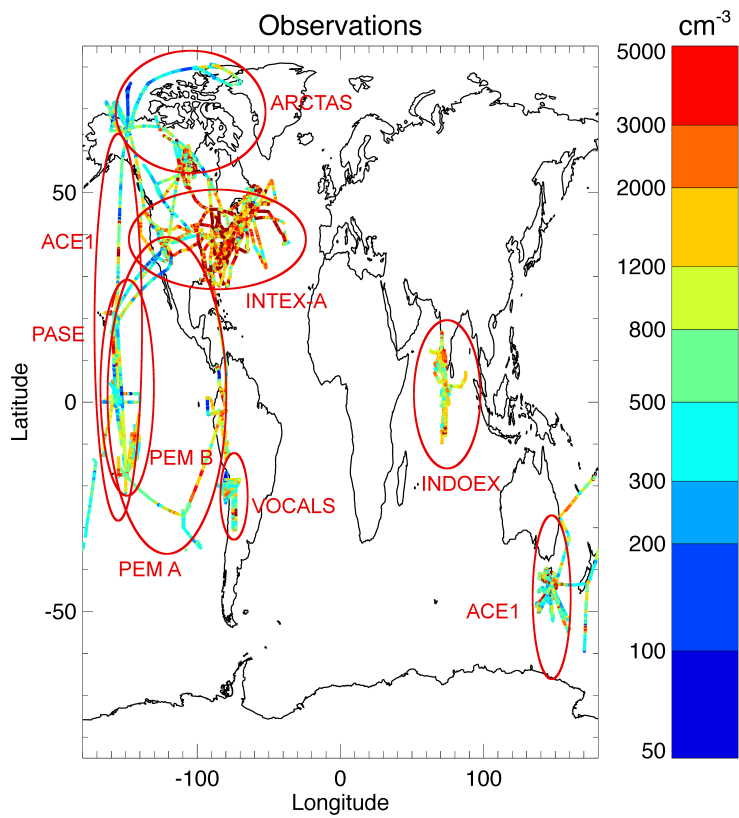 Observations
cm-3
5000
3000
2000
1200
800
500
300
200
100
50
ARCTAS
50
ACE1
INTEX-A
PASE
Latitude
0
PEM B
INDOEX
VOCALS
PEM A
ACE1
-50
-100
0
100
Longitude